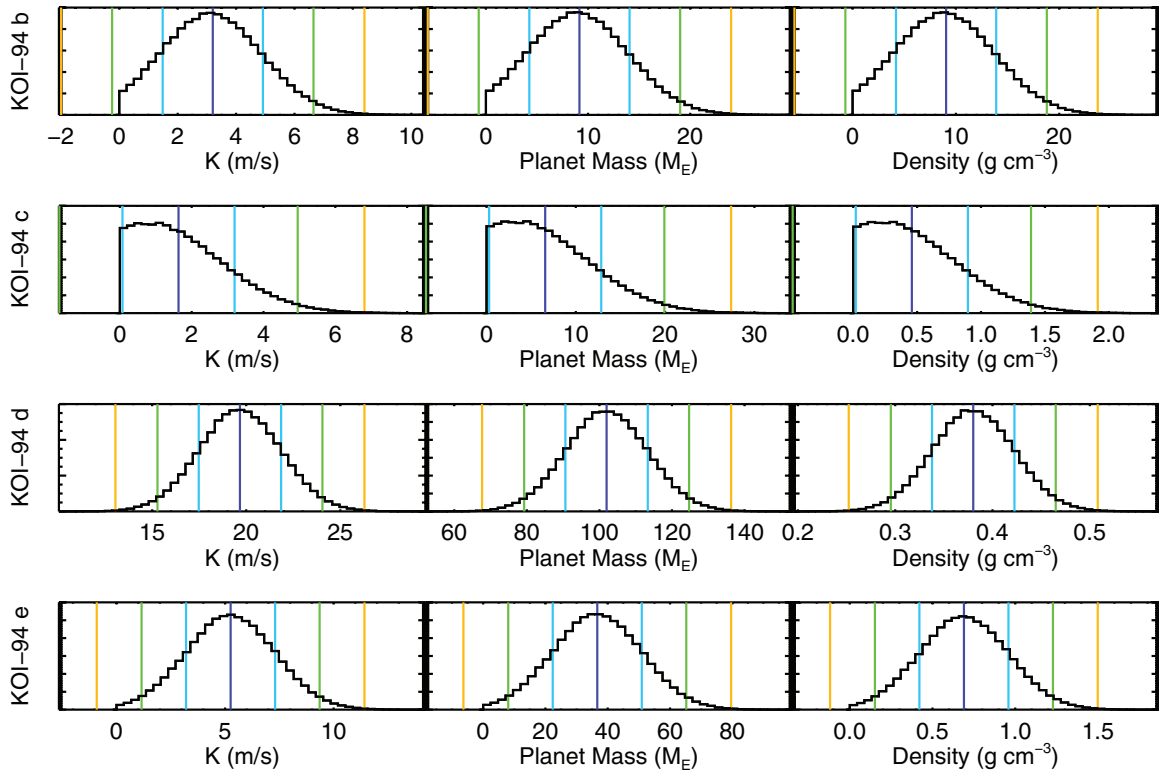 KOI−94 b
−2 0 2 4 6 8 10
K (m/s)
0 10 20
Planet Mass (M_E)
0 10 20
Density (g cm⁻³)
KOI−94 c
0 2 4 6 8
K (m/s)
0 10 20 30
Planet Mass (M_E)
0.0 0.5 1.0 1.5 2.0
Density (g cm⁻³)
KOI−94 d
15 20 25
K (m/s)
60 80 100 120 140
Planet Mass (M_E)
0.2 0.3 0.4 0.5
Density (g cm⁻³)
KOI−94 e
0 5 10
K (m/s)
0 20 40 60 80
Planet Mass (M_E)
0.0 0.5 1.0 1.5
Density (g cm⁻³)